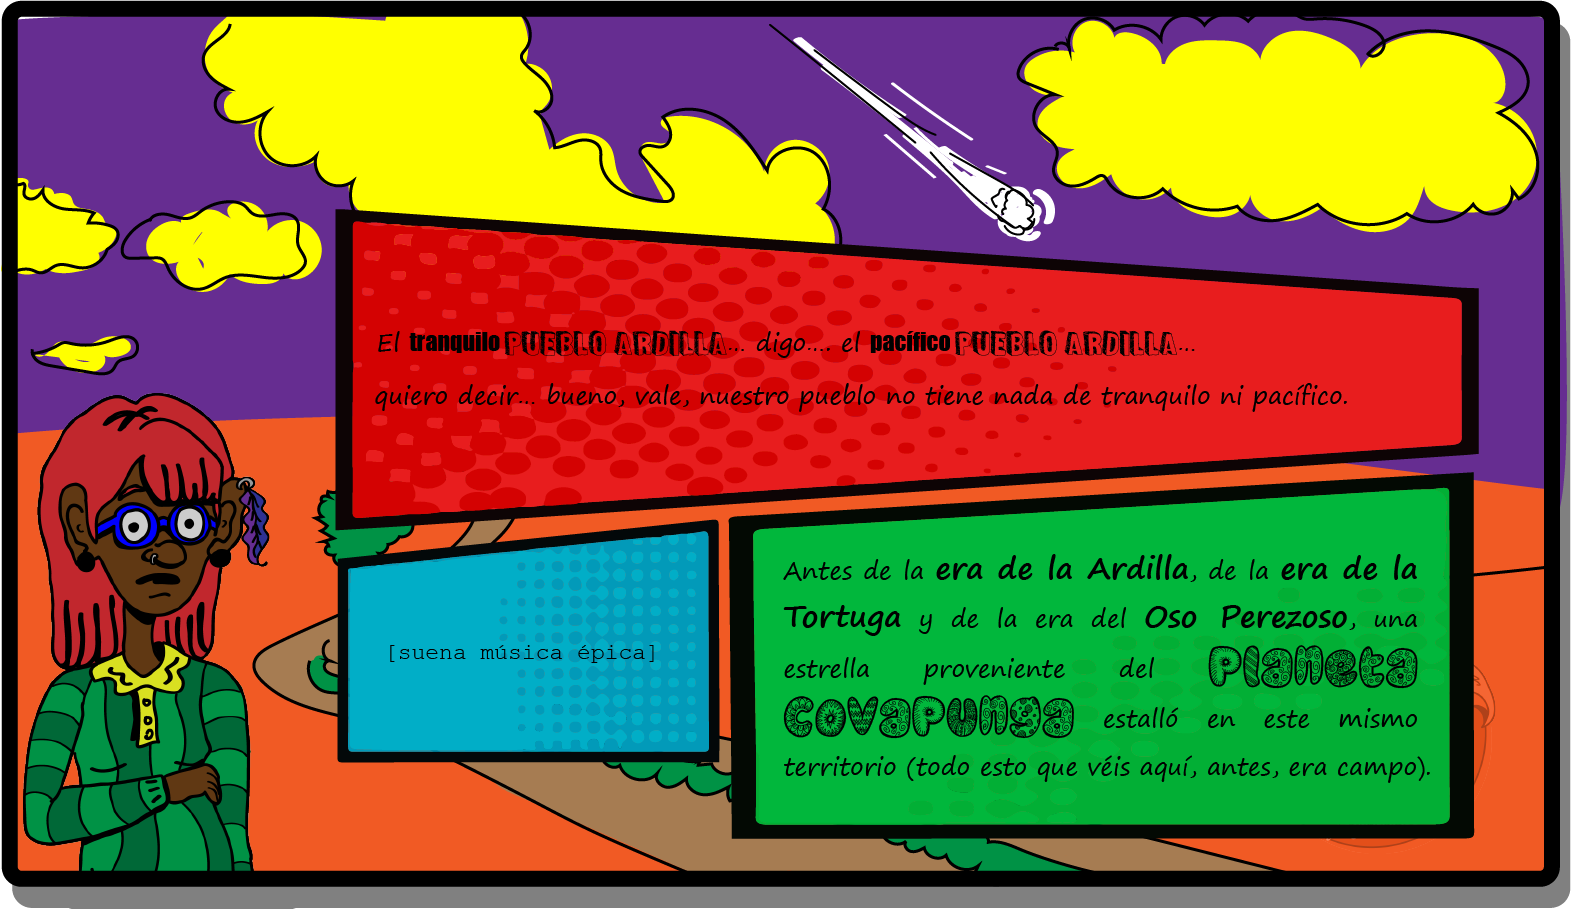 El tranquilo PUEBLO ARDILLA... digo.... el pacífico PUEBLO ARDILLA...
quiero decir... bueno, vale, nuestro pueblo no tiene nada de tranquilo ni pacífico.
[suena música épica]
Antes de la era de la Ardilla, de la era de la
Tortuga y de la era del Oso Perezoso, una
estrella proveniente del Planeta
Covapunga estalló en este mismo
territorio (todo esto que véis aquí, antes, era campo).